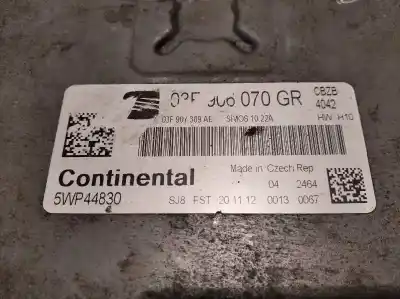 03F 906 070 GR
CBZB
4042
03F 907 309 AE SIMOS 10.22A
HW H10
Made in Czech Rep
Continental
04 2464
5WP44830
SJ8 FST 20 11 12 0013 0067